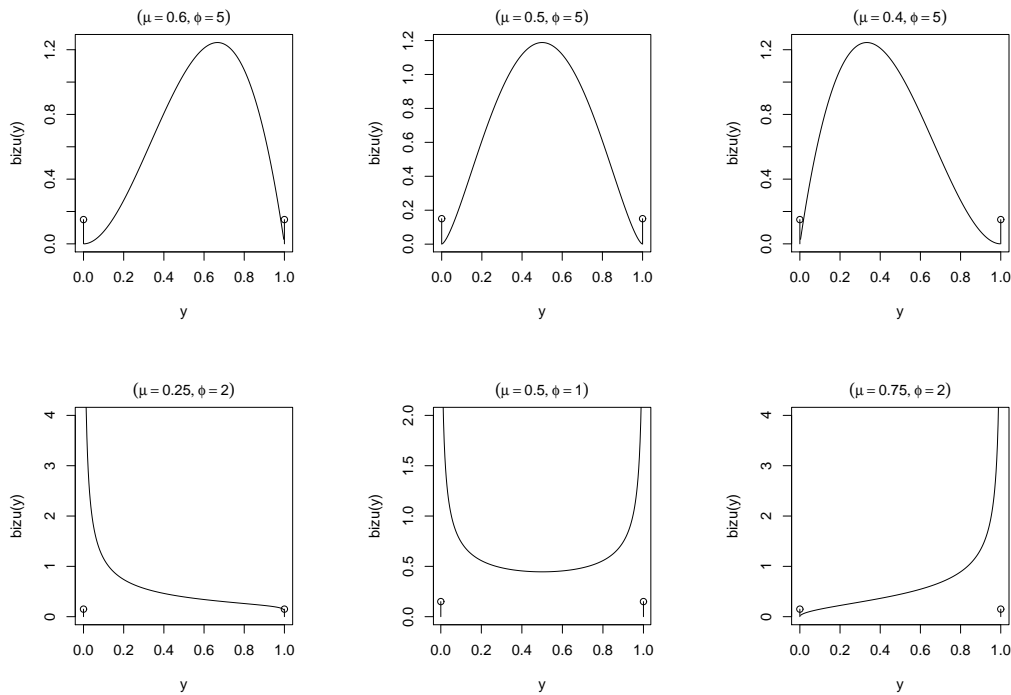 (μ = 0.6, φ = 5)
bizu(y)
0.0 0.4 0.8 1.2
0.0 0.2 0.4 0.6 0.8 1.0
y
(μ = 0.5, φ = 5)
bizu(y)
0.0 0.2 0.4 0.6 0.8 1.0 1.2
0.0 0.2 0.4 0.6 0.8 1.0
y
(μ = 0.4, φ = 5)
bizu(y)
0.0 0.4 0.8 1.2
0.0 0.2 0.4 0.6 0.8 1.0
y
(μ = 0.25, φ = 2)
bizu(y)
0 1 2 3 4
0.0 0.2 0.4 0.6 0.8 1.0
y
(μ = 0.5, φ = 1)
bizu(y)
0.0 0.5 1.0 1.5 2.0
0.0 0.2 0.4 0.6 0.8 1.0
y
(μ = 0.75, φ = 2)
bizu(y)
0 1 2 3 4
0.0 0.2 0.4 0.6 0.8 1.0
y